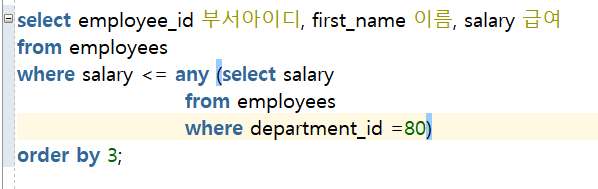 select employee_id 부서아이디, first_name 이름, salary 급여
from employees
where salary <= any (select salary
from employees
where department_id =80)
order by 3;